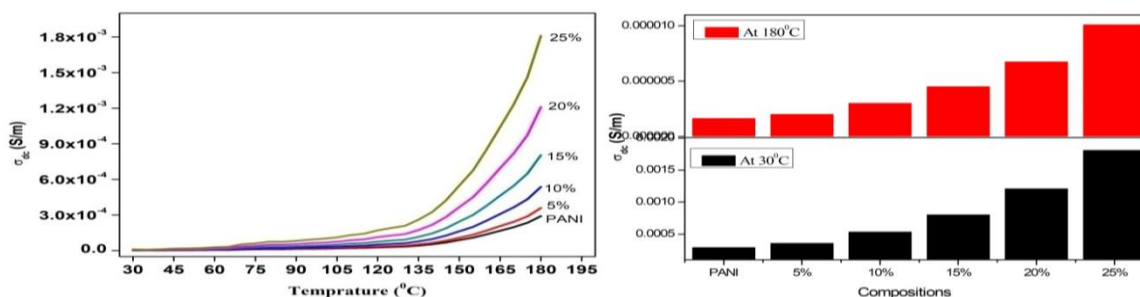 1.8x10⁻³
1.5x10⁻³
1.2x10⁻³
9.0x10⁻⁴
6.0x10⁻⁴
3.0x10⁻⁴
0.0
σdc (S/m)
25%
20%
15%
10%
5%
PANI
30 45 60 75 90 105 120 135 150 165 180 195
Temprature (⁰C)
0.000010
0.000005
At 180⁰C
σdc (S/m)
At 30⁰C
0.0015
0.0010
0.0005
PANI 5% 10% 15% 20% 25%
Compositions